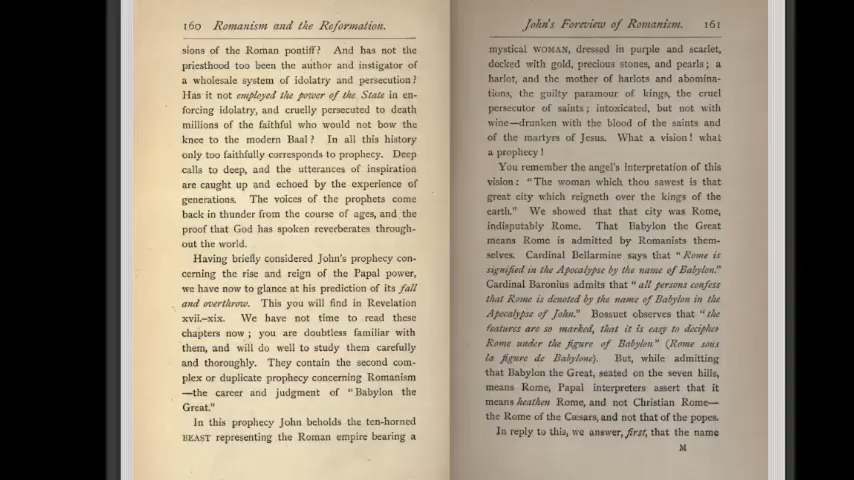 160 Romanism and the Reformation.
sions of the Roman pontiff? And has not the
priesthood too been the author and instigator of
a wholesale system of idolatry and persecution?
Has it not employed the power of the State in en-
forcing idolatry, and cruelly persecuted to death
millions of the faithful who would not bow the
knee to the modern Baal? In all this history
only too faithfully corresponds to prophecy. Deep
calls to deep, and the utterances of inspiration
are caught up and echoed by the experience of
generations. The voices of the prophets come
back in thunder from the course of ages, and the
proof that God has spoken reverberates through-
out the world.
Having briefly considered John's prophecy con-
cerning the rise and reign of the Papal power,
we have now to glance at his prediction of its fall
and overthrow. This you will find in Revelation
xvii.–xix. We have not time to read these
chapters now; you are doubtless familiar with
them, and will do well to study them carefully
and thoroughly. They contain the second com-
plex or duplicate prophecy concerning Romanism
—the career and judgment of "Babylon the
Great."
In this prophecy John beholds the ten-horned
BEAST representing the Roman empire bearing a
John's Foreview of Romanism. 161
mystical WOMAN, dressed in purple and scarlet,
decked with gold, precious stones, and pearls; a
harlot, and the mother of harlots and abomina-
tions, the guilty paramour of kings, the cruel
persecutor of saints; intoxicated, but not with
wine—drunken with the blood of the saints and
of the martyrs of Jesus. What a vision! what
a prophecy!
You remember the angel's interpretation of this
vision: "The woman which thou sawest is that
great city which reigneth over the kings of the
earth." We showed that that city was Rome,
indisputably Rome. That Babylon the Great
means Rome is admitted by Romanists them-
selves. Cardinal Bellarmine says that "Rome is
signified in the Apocalypse by the name of Babylon."
Cardinal Baronius admits that "all persons confess
that Rome is denoted by the name of Babylon in the
Apocalypse of John." Bossuet observes that "the
features are so marked, that it is easy to decipher
Rome under the figure of Babylon" (Rome sous
la figure de Babylone). But, while admitting
that Babylon the Great, seated on the seven hills,
means Rome, Papal interpreters assert that it
means heathen Rome, and not Christian Rome—
the Rome of the Cæsars, and not that of the popes.
In reply to this, we answer, first, that the name
M